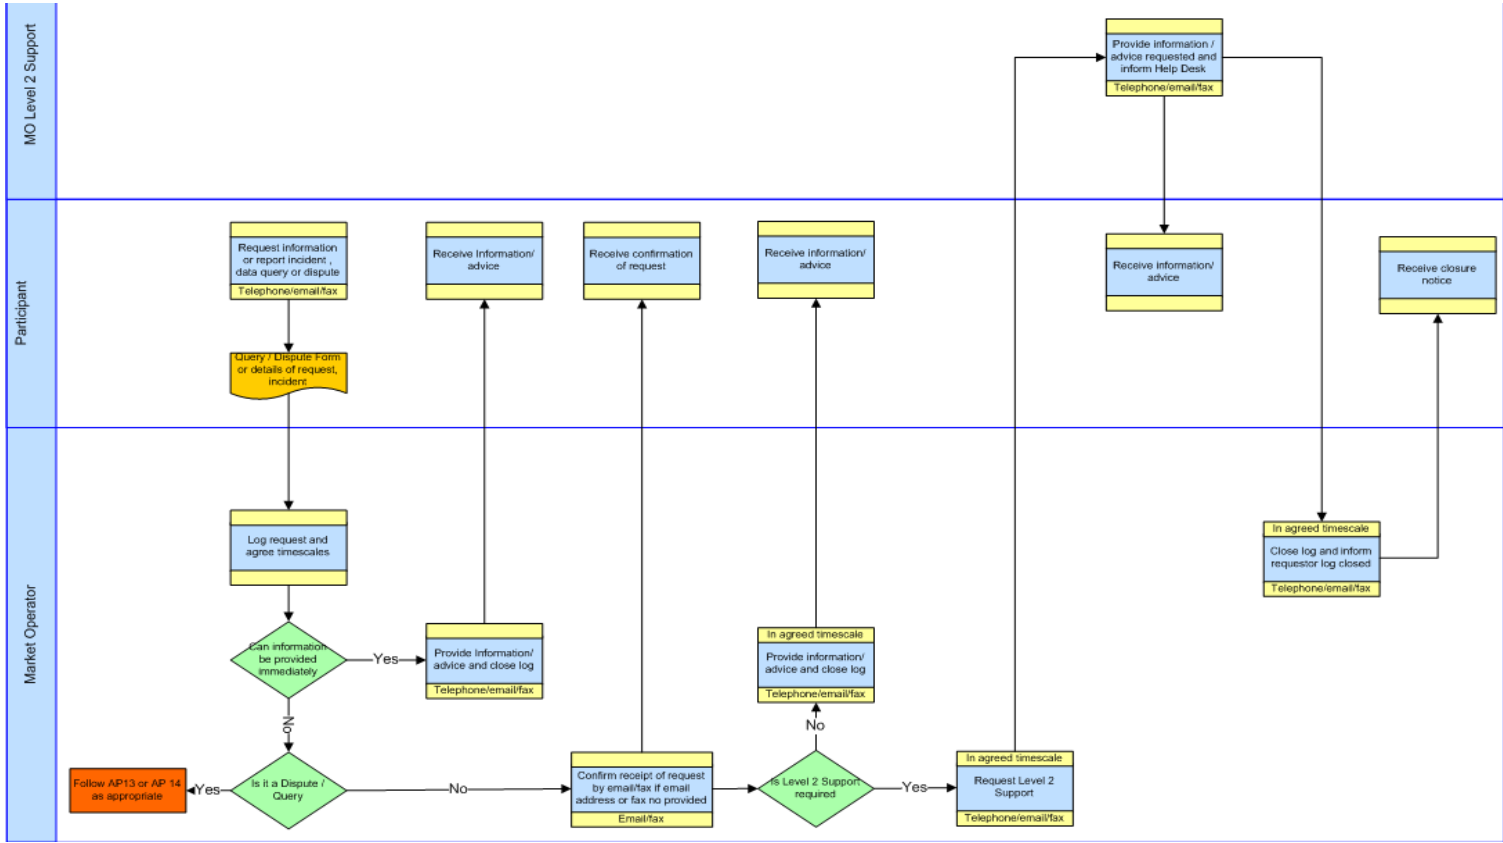 MO Level 2 Support
Provide information /
advice requested and
inform Help Desk
Telephone/email/fax
Participant
Request information
or report incident ,
data query or dispute
Telephone/email/fax
Receive Information/
advice
Receive confirmation
of request
Receive information/
advice
Receive information/
advice
Receive closure
notice
Query / Dispute Form
or details of request,
incident
Market Operator
Log request and
agree timescales
In agreed timescale
Close log and inform
requestor log closed
Telephone/email/fax
Can information
be provided
immediately
Yes
Provide Information/
advice and close log
Telephone/email/fax
In agreed timescale
Provide information/
advice and close log
Telephone/email/fax
No
No
Follow AP13 or AP 14
as appropriate
Yes
Is it a Dispute /
Query
No
Confirm receipt of request
by email/fax if email
address or fax no provided
Email/fax
Is Level 2 Support
required
Yes
In agreed timescale
Request Level 2
Support
Telephone/email/fax